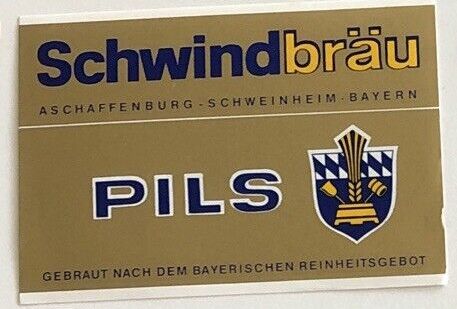 Schwindbräu
ASCHAFFENBURG - SCHWEINHEIM - BAYERN
PILS
GEBRAUT NACH DEM BAYERISCHEN REINHEITSGEBOT